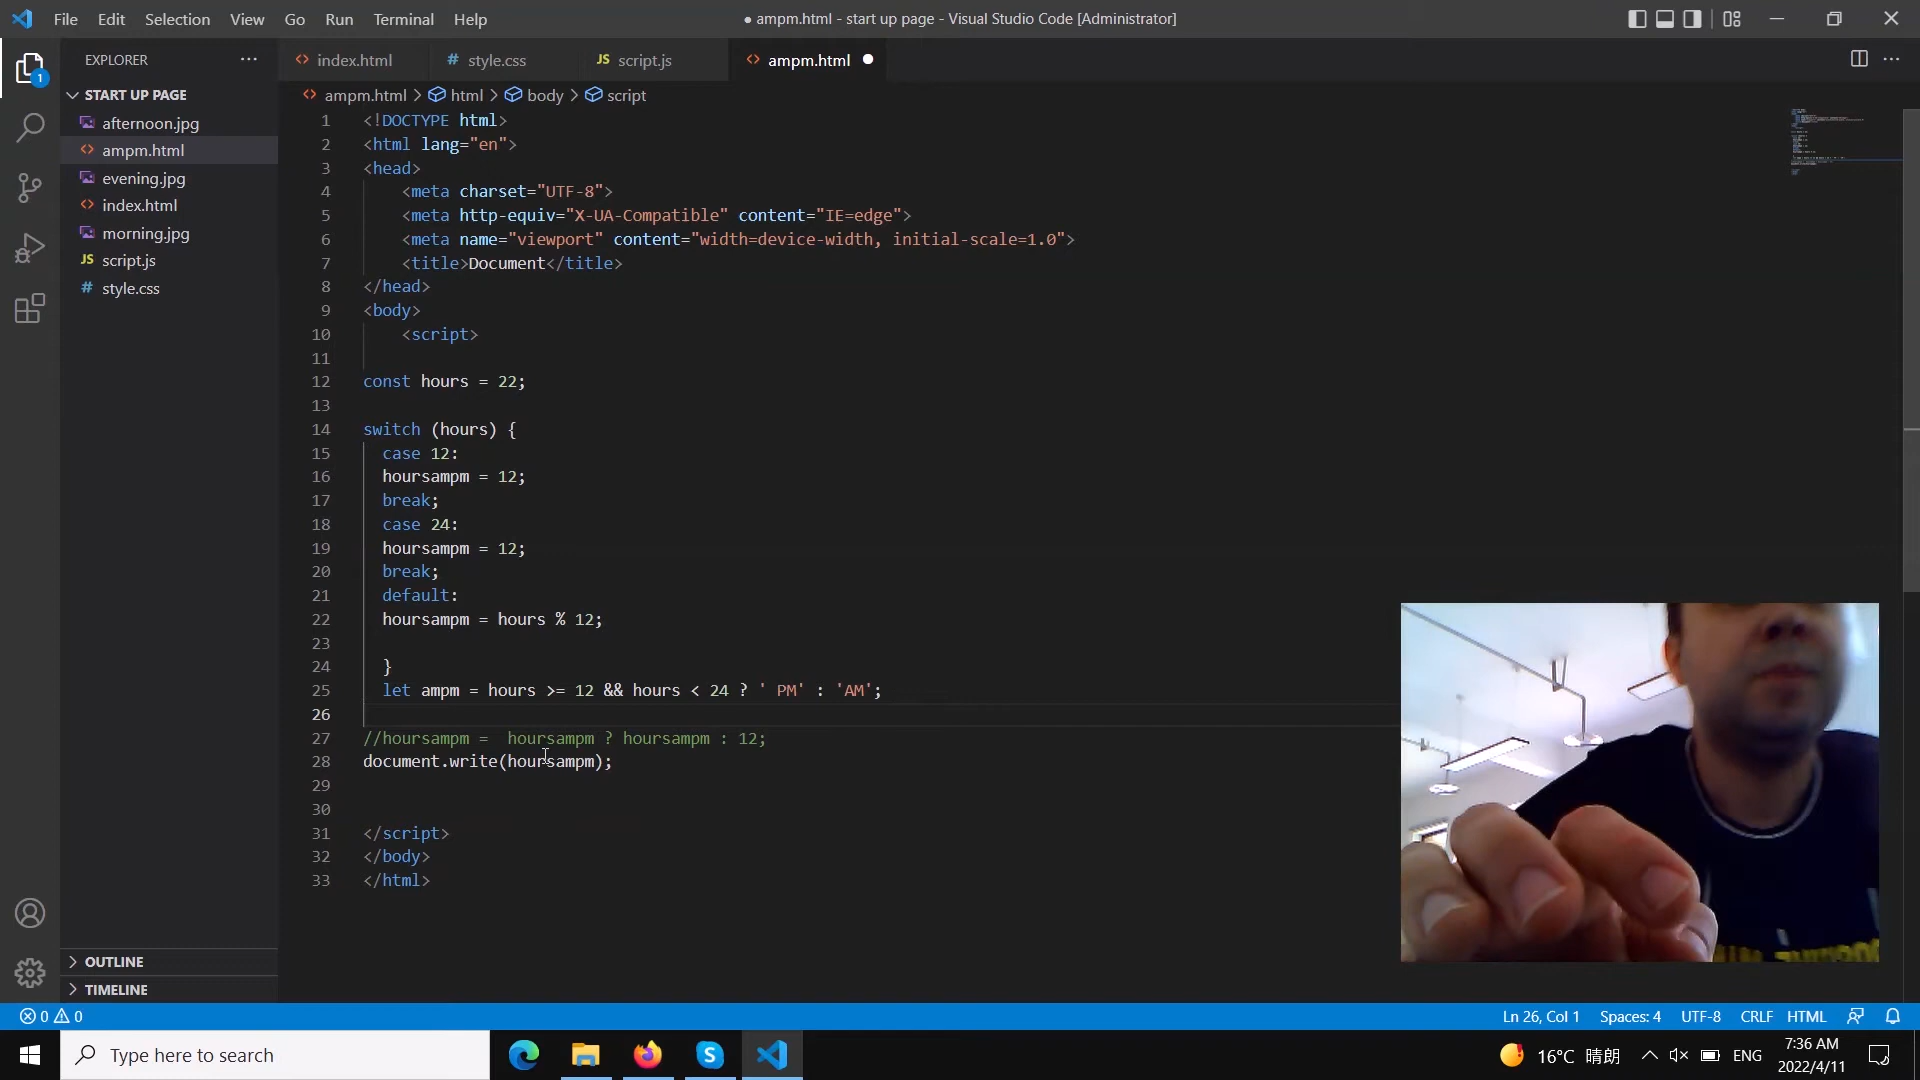 File Edit Selection View Go Run Terminal Help
● ampm.html - start up page - Visual Studio Code [Administrator]
EXPLORER ···
index.html
# style.css
JS script.js
ampm.html
START UP PAGE
afternoon.jpg
ampm.html
evening.jpg
index.html
morning.jpg
JS script.js
# style.css
1
ampm.html > html > body > script
1 <!DOCTYPE html>
2 <html lang="en">
3 <head>
4 <meta charset="UTF-8">
5 <meta http-equiv="X-UA-Compatible" content="IE=edge">
6 <meta name="viewport" content="width=device-width, initial-scale=1.0">
7 <title>Document</title>
8 </head>
9 <body>
10 <script>
11
12 const hours = 22;
13
14 switch (hours) {
15 case 12:
16 hoursampm = 12;
17 break;
18 case 24:
19 hoursampm = 12;
20 break;
21 default:
22 hoursampm = hours % 12;
23
24 }
25 let ampm = hours >= 12 && hours < 24 ? ' PM' : 'AM';
26
27 //hoursampm =  hoursampm ? hoursampm : 12;
28 document.write(hoursampm);
29
30
31 </script>
32 </body>
33 </html>
OUTLINE
TIMELINE
0 0
Ln 26, Col 1 Spaces: 4 UTF-8 CRLF HTML
Type here to search
16°C 晴朗
ENG
7:36 AM
2022/4/11